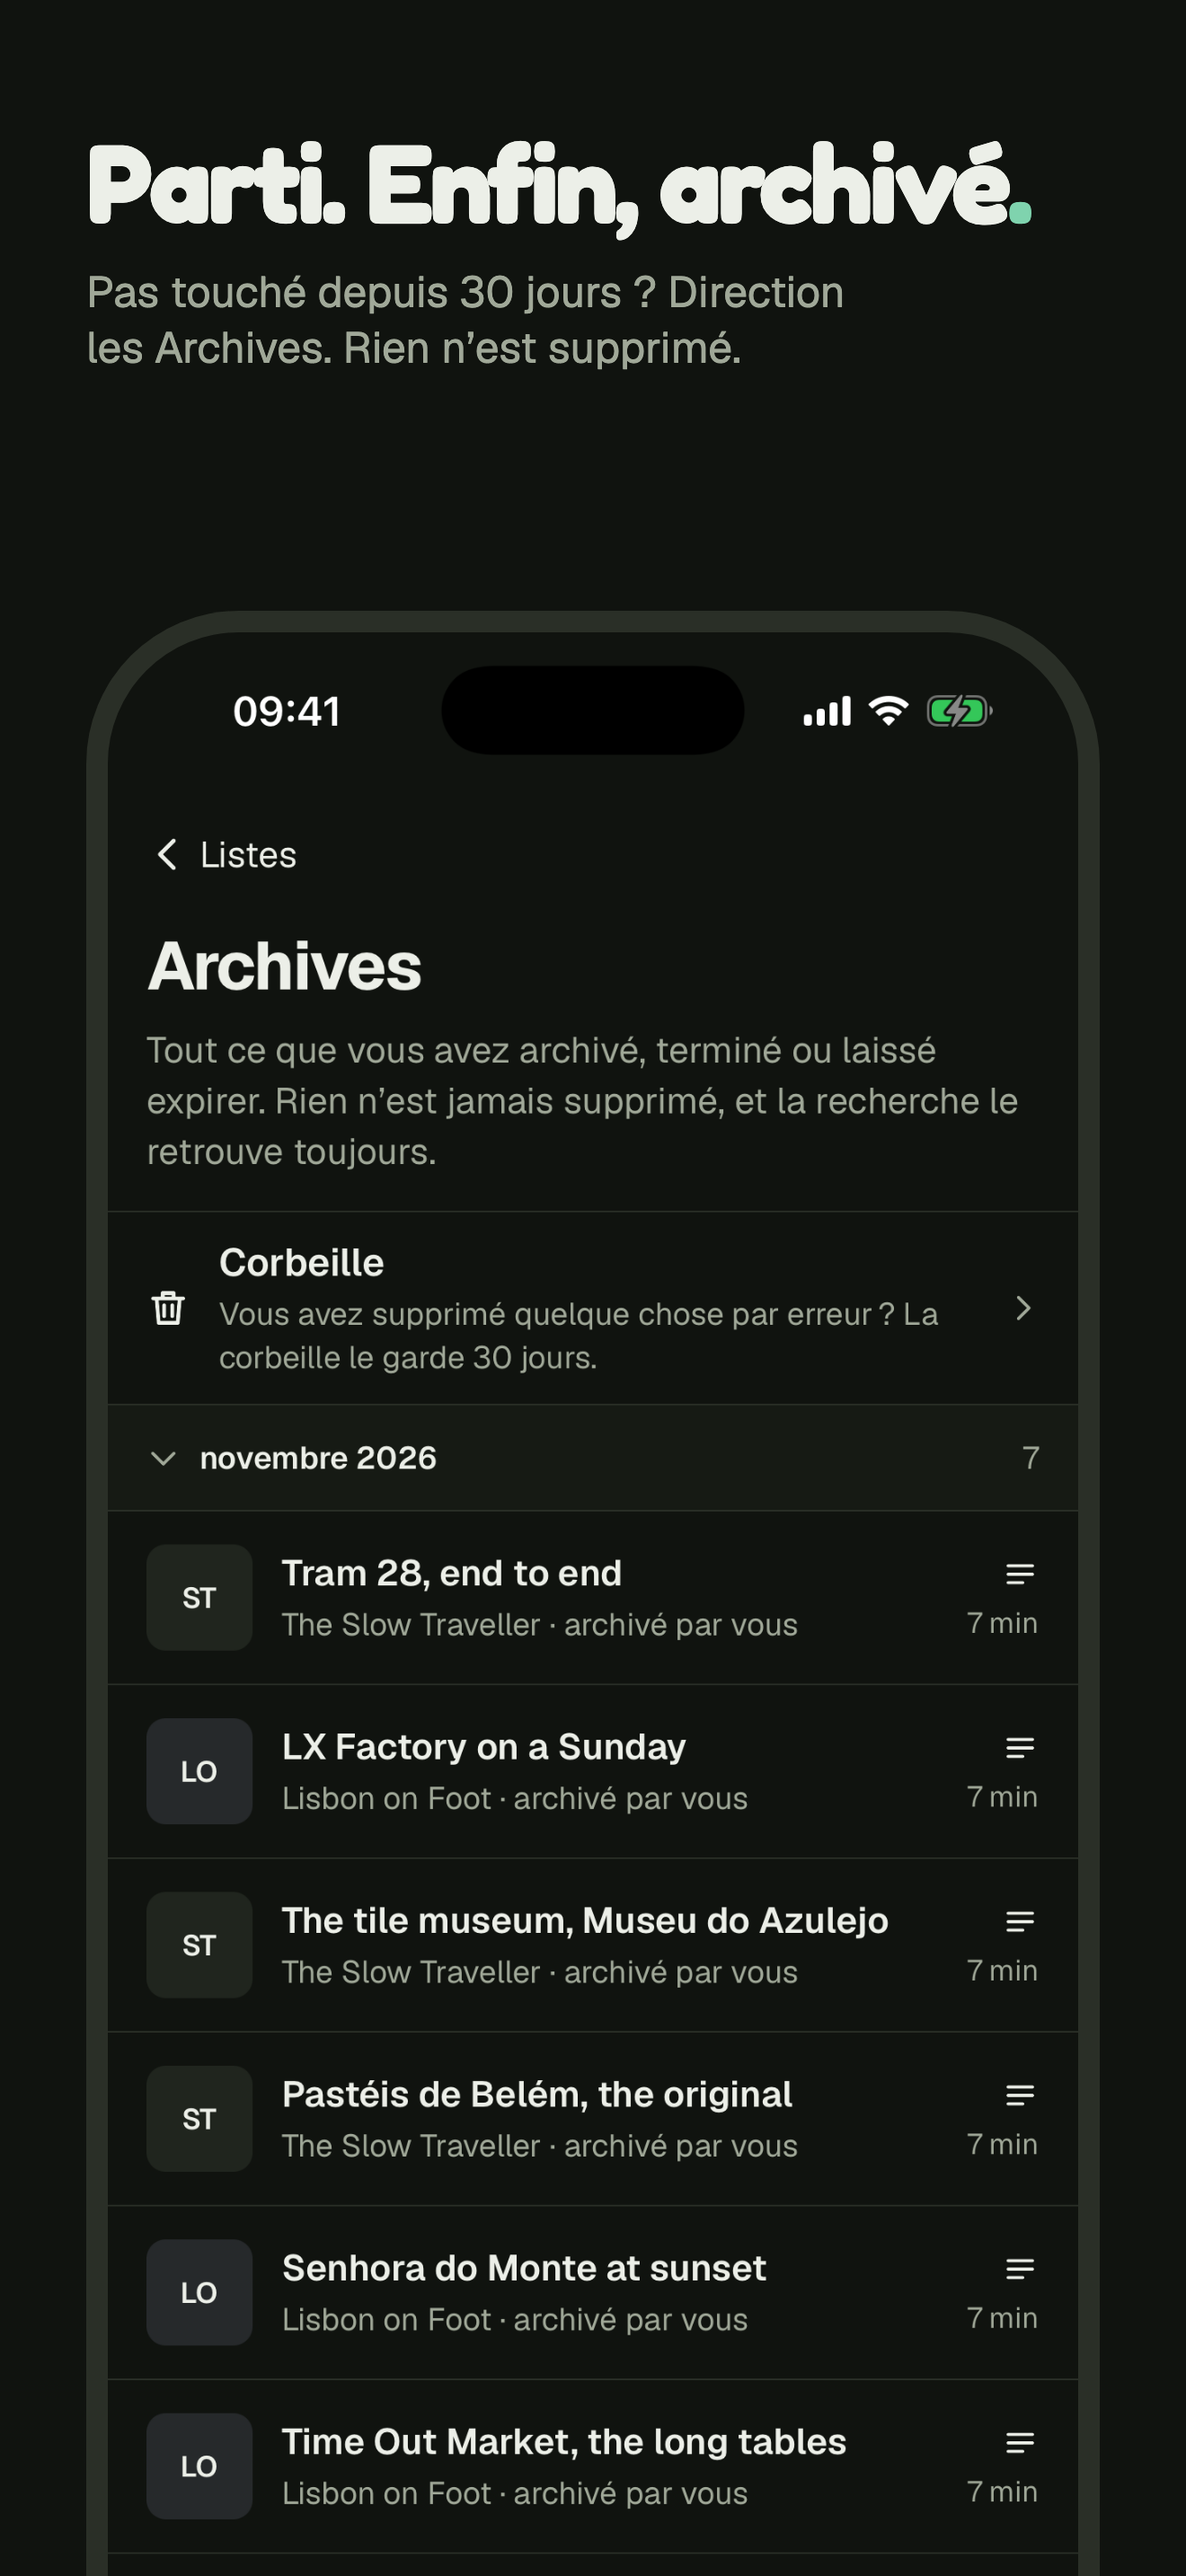 Parti. Enfin, archivé.
Pas touché depuis 30 jours ? Direction
les Archives. Rien n’est supprimé.
09:41
Listes
Archives
Tout ce que vous avez archivé, terminé ou laissé
expirer. Rien n’est jamais supprimé, et la recherche le
retrouve toujours.
Corbeille
Vous avez supprimé quelque chose par erreur ? La
corbeille le garde 30 jours.
novembre 2026 7
ST
Tram 28, end to end
The Slow Traveller · archivé par vous
7 min
LO
LX Factory on a Sunday
Lisbon on Foot · archivé par vous
7 min
ST
The tile museum, Museu do Azulejo
The Slow Traveller · archivé par vous
7 min
ST
Pastéis de Belém, the original
The Slow Traveller · archivé par vous
7 min
LO
Senhora do Monte at sunset
Lisbon on Foot · archivé par vous
7 min
LO
Time Out Market, the long tables
Lisbon on Foot · archivé par vous
7 min